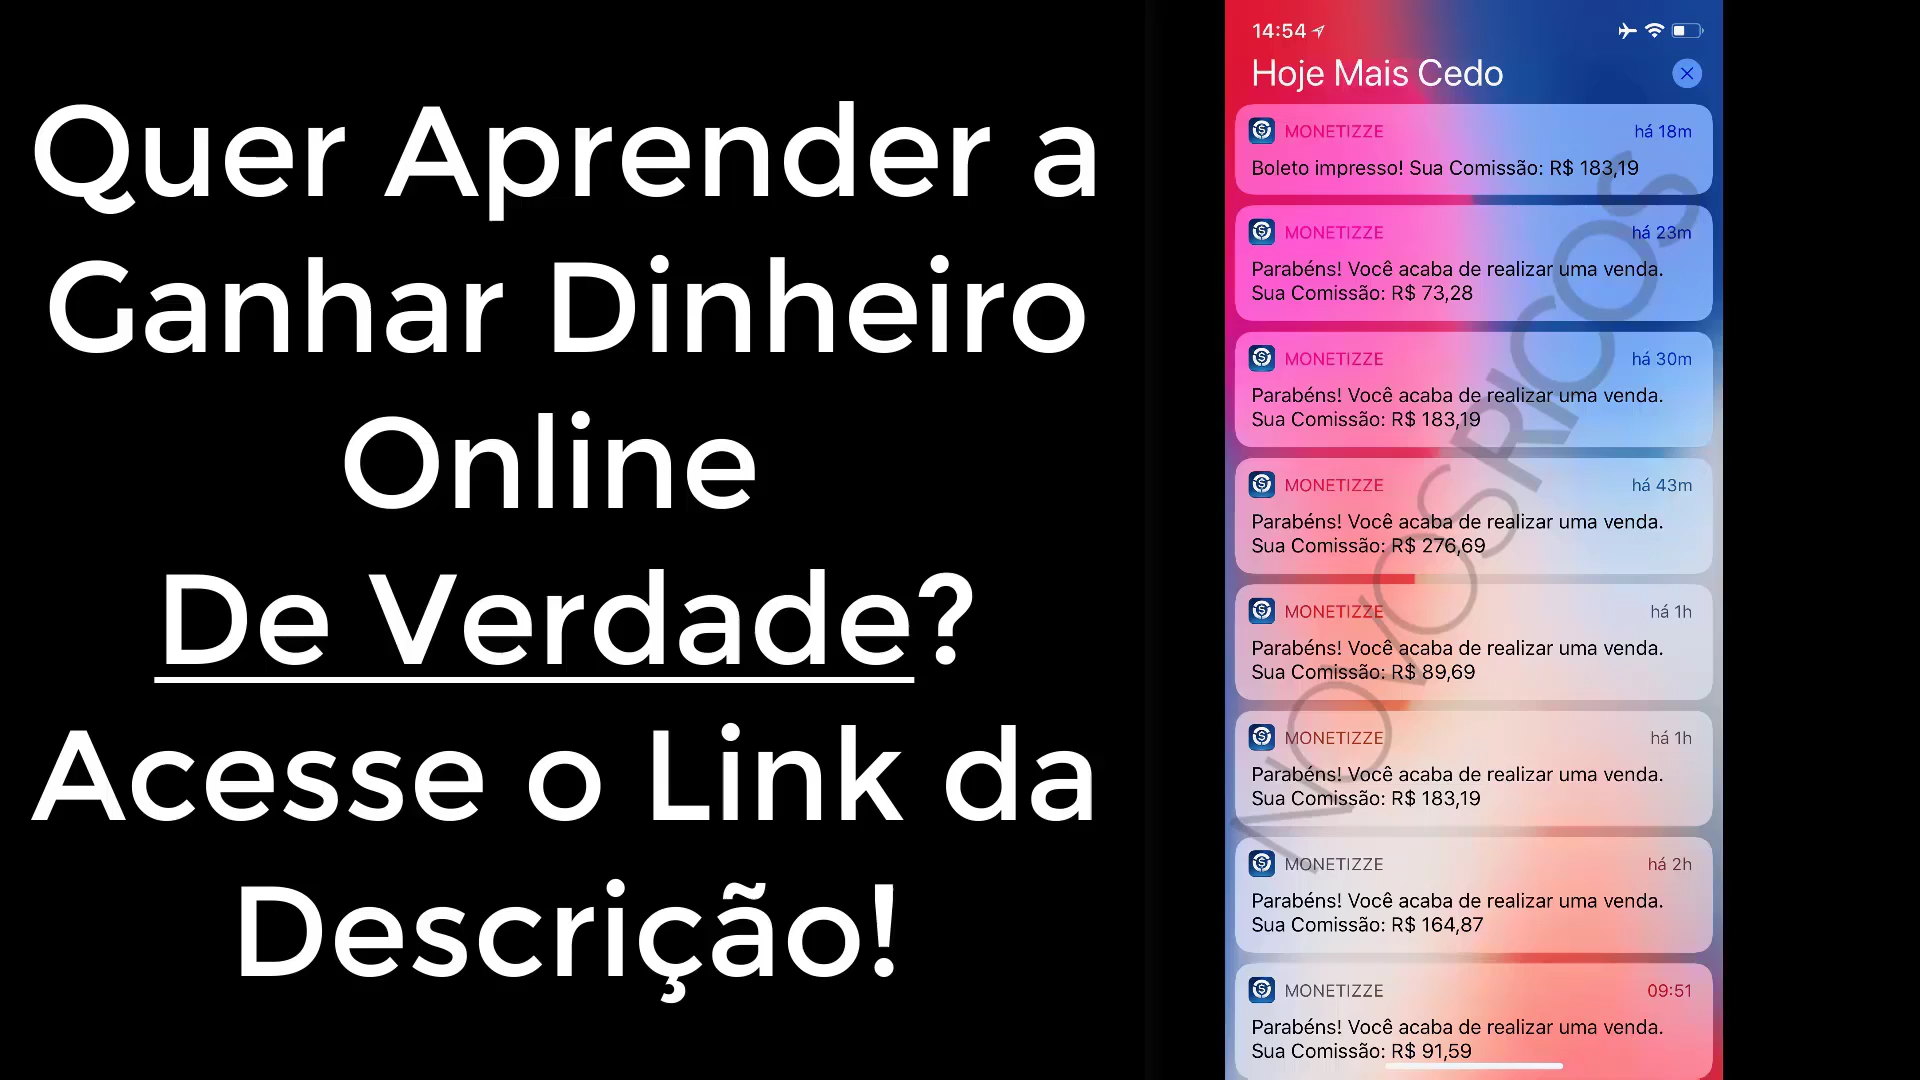 Quer Aprender a
Ganhar Dinheiro
Online
De Verdade?
Acesse o Link da
Descrição!
14:54
Hoje Mais Cedo
MONETIZZE há 18m
Boleto impresso! Sua Comissão: R$ 183,19
MONETIZZE há 23m
Parabéns! Você acaba de realizar uma venda.
Sua Comissão: R$ 73,28
MONETIZZE há 30m
Parabéns! Você acaba de realizar uma venda.
Sua Comissão: R$ 183,19
MONETIZZE há 43m
Parabéns! Você acaba de realizar uma venda.
Sua Comissão: R$ 276,69
MONETIZZE há 1h
Parabéns! Você acaba de realizar uma venda.
Sua Comissão: R$ 89,69
MONETIZZE há 1h
Parabéns! Você acaba de realizar uma venda.
Sua Comissão: R$ 183,19
MONETIZZE há 2h
Parabéns! Você acaba de realizar uma venda.
Sua Comissão: R$ 164,87
MONETIZZE 09:51
Parabéns! Você acaba de realizar uma venda.
Sua Comissão: R$ 91,59
NOVOSRICOS